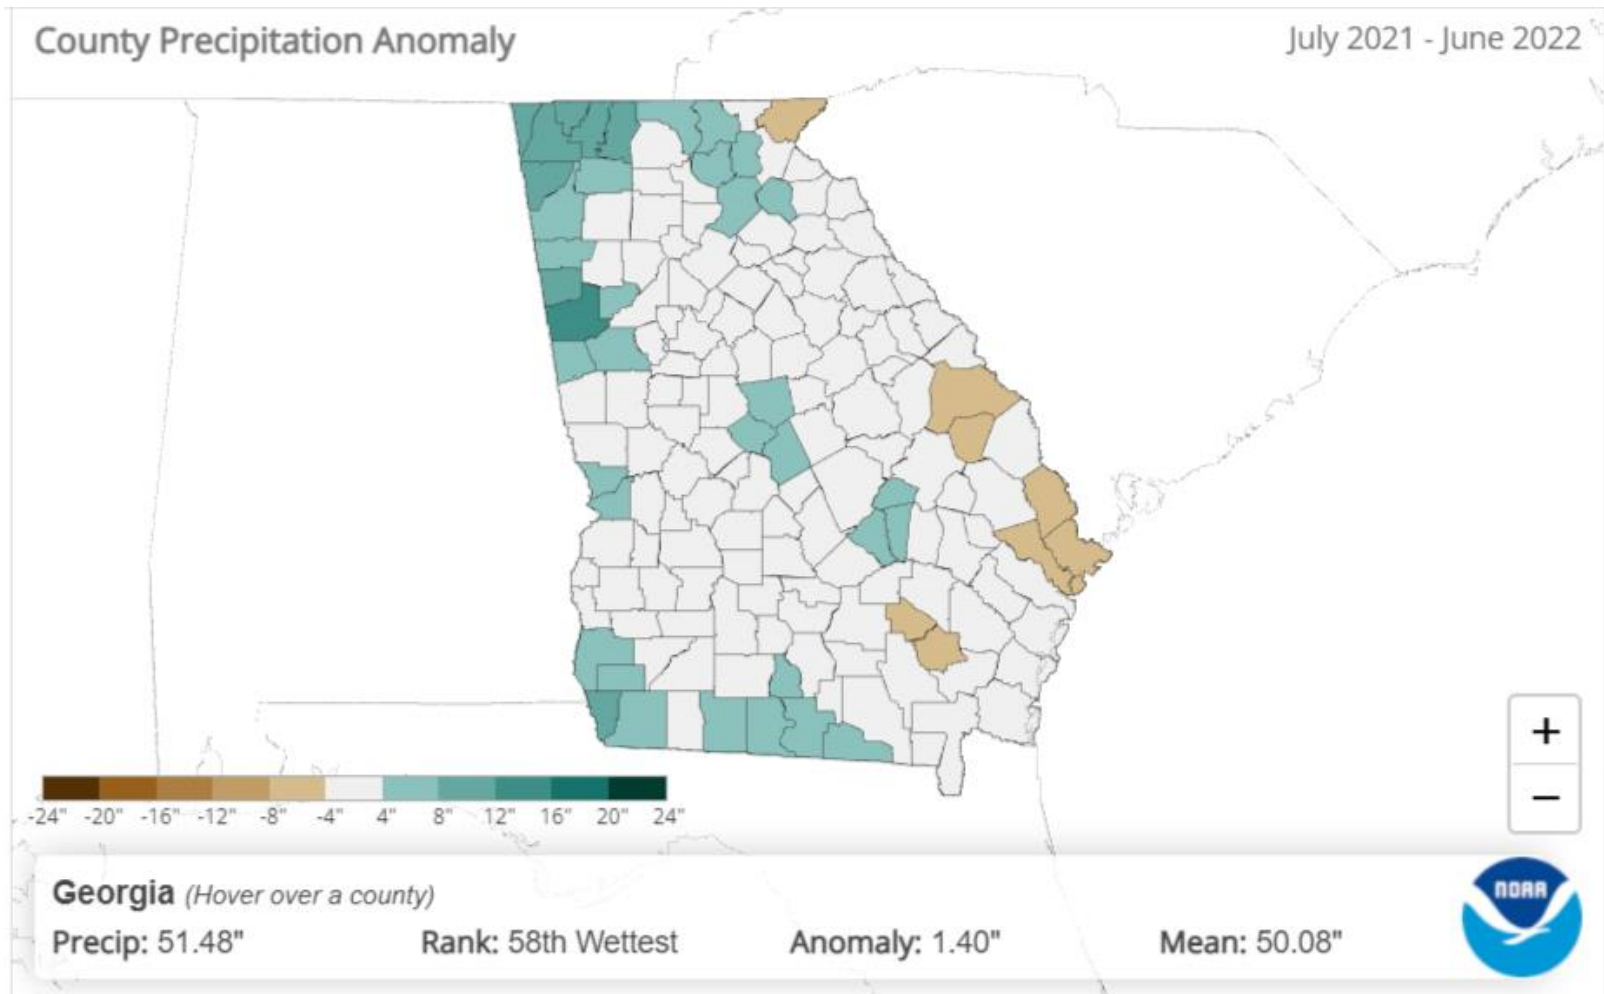 County Precipitation Anomaly
July 2021 - June 2022
-24" -20" -16" -12" -8" -4" 4" 8" 12" 16" 20" 24"
+
−
Georgia (Hover over a county)
Precip: 51.48" Rank: 58th Wettest Anomaly: 1.40" Mean: 50.08"
NOAA